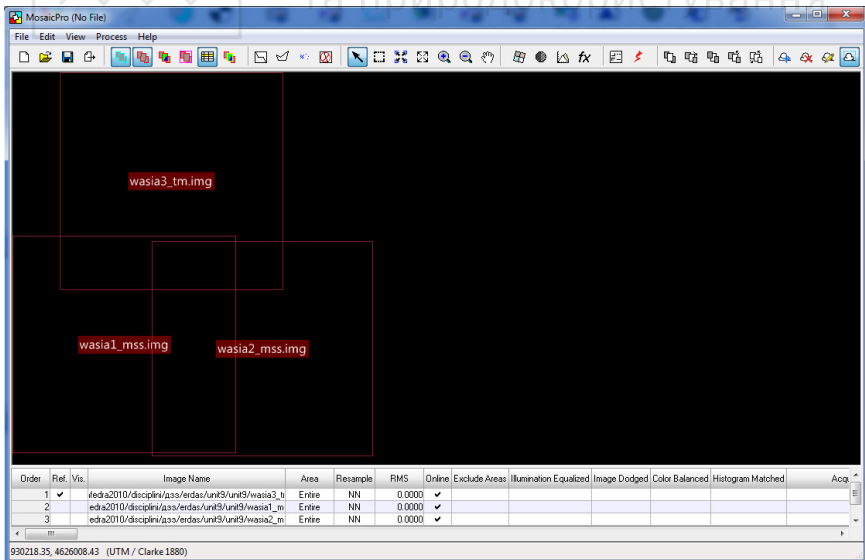 MosaicPro (No File)
File Edit View Process Help
wasia3_tm.img
wasia1_mss.img
wasia2_mss.img
Order Ref. Vis. Image Name Area Resample RMS Online Exclude Areas Illumination Equalized Image Dodged Color Balanced Histogram Matched
1 /disciplini/дзз/erdas/unit9/unit9/wasia3_t Entire NN 0.0000
2 edra2010/disciplini/дзз/erdas/unit9/unit9/wasia1_m Entire NN 0.0000
3 edra2010/disciplini/дзз/erdas/unit9/unit9/wasia2_m Entire NN 0.0000
930218.35, 4626008.43 (UTM / Clarke 1880)